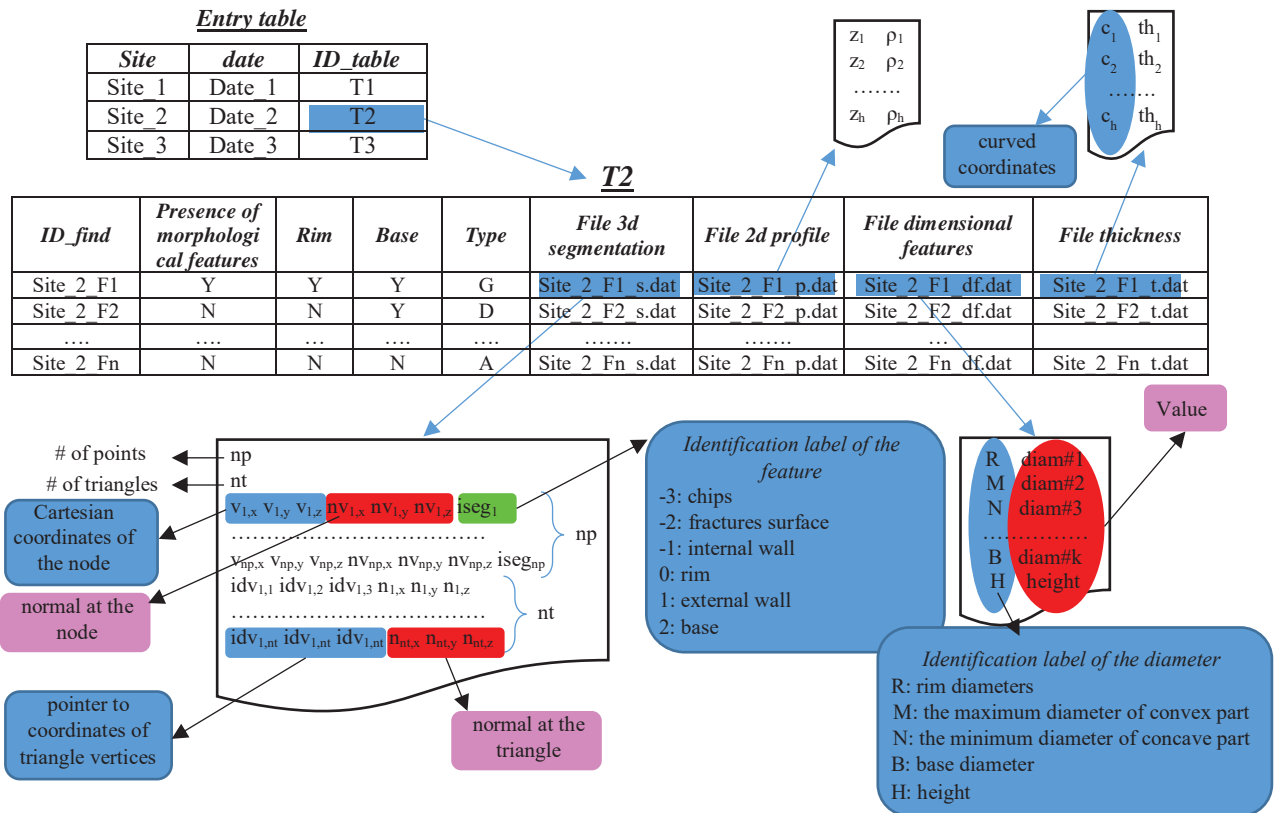 Entry table
Site date ID_table
Site_1 Date_1 T1
Site_2 Date_2 T2
Site_3 Date_3 T3
z1 ρ1
z2 ρ2
.......
zh ρh
c1 th1
c2 th2
........
ch thh
curved
coordinates
T2
ID_find Presence of morphologi cal features Rim Base Type File 3d segmentation File 2d profile File dimensional features File thickness
Site_2_F1 Y Y Y G Site_2_F1_s.dat Site_2_F1_p.dat Site_2_F1_df.dat Site_2_F1_t.dat
Site_2_F2 N N Y D Site_2_F2_s.dat Site_2_F2_p.dat Site_2_F2_df.dat Site_2_F2_t.dat
…. …. … …. …. ……. ……. …
Site_2_Fn N N N A Site_2_Fn_s.dat Site_2_Fn_p.dat Site_2_Fn_df.dat Site_2_Fn_t.dat
# of points np
# of triangles nt
v1,x v1,y v1,z nv1,x nv1,y nv1,z iseg1
…………………………………
vnp,x vnp,y vnp,z nvnp,x nvnp,y nvnp,z isegnp
np
idv1,1 idv1,2 idv1,3 n1,x n1,y n1,z
…………………………………
idv1,nt idv1,nt idv1,nt nnt,x nnt,y nnt,z
nt
Cartesian
coordinates of
the node
normal at the
node
pointer to
coordinates of
triangle vertices
normal at the
triangle
Identification label of the
feature
-3: chips
-2: fractures surface
-1: internal wall
0: rim
1: external wall
2: base
Value
R diam#1
M diam#2
N diam#3
……………
B diam#k
H height
Identification label of the diameter
R: rim diameters
M: the maximum diameter of convex part
N: the minimum diameter of concave part
B: base diameter
H: height